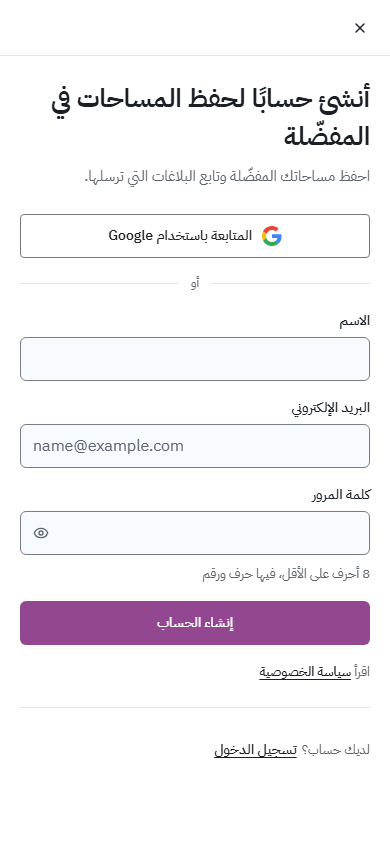 أنشئ حسابًا لحفظ المساحات في
المفضّلة
احفظ مساحاتك المفضّلة وتابع البلاغات التي ترسلها.
المتابعة باستخدام Google
أو
الاسم
البريد الإلكتروني
name@example.com
كلمة المرور
8 أحرف على الأقل، فيها حرف ورقم
إنشاء الحساب
اقرأ سياسة الخصوصية
لديك حساب؟ تسجيل الدخول